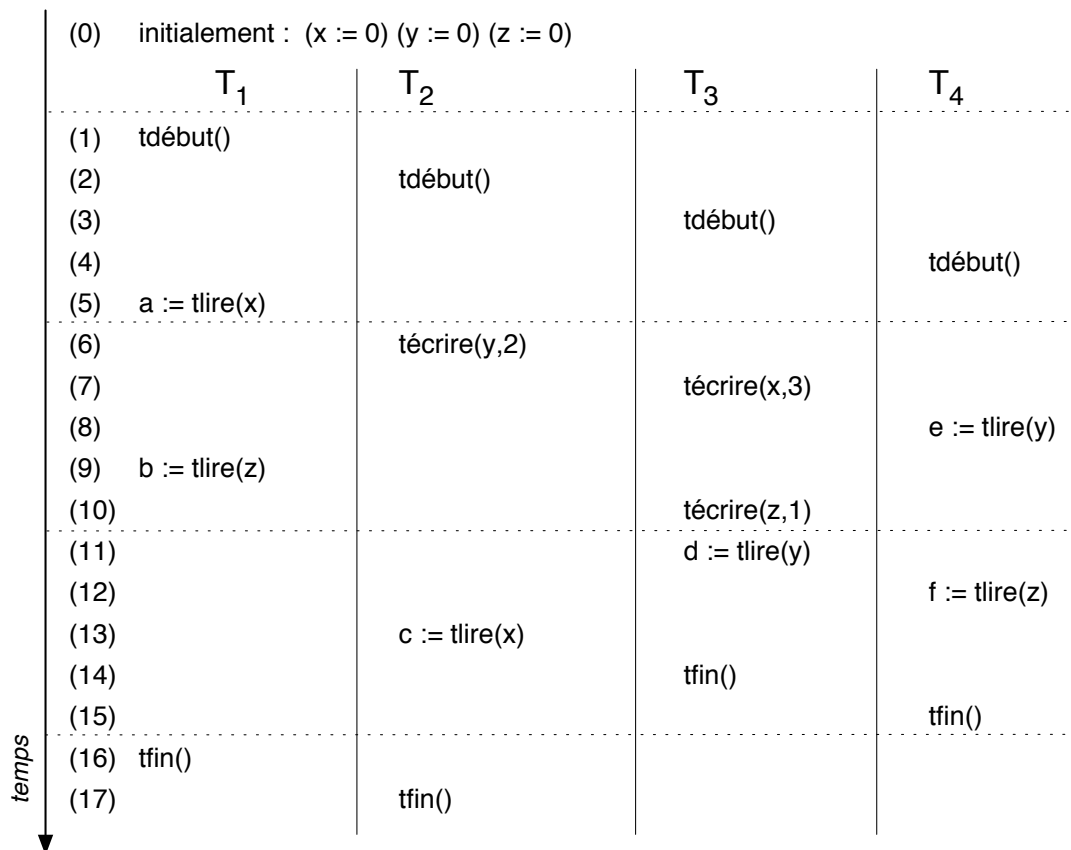 (0) initialement : (x := 0) (y := 0) (z := 0)
T1 T2 T3 T4
(1) tdébut()
(2) tdébut()
(3) tdébut()
(4) tdébut()
(5) a := tlire(x)
(6) técrire(y,2)
(7) técrire(x,3)
(8) e := tlire(y)
(9) b := tlire(z)
(10) técrire(z,1)
(11) d := tlire(y)
(12) f := tlire(z)
(13) c := tlire(x)
(14) tfin()
(15) tfin()
(16) tfin()
(17) tfin()
temps